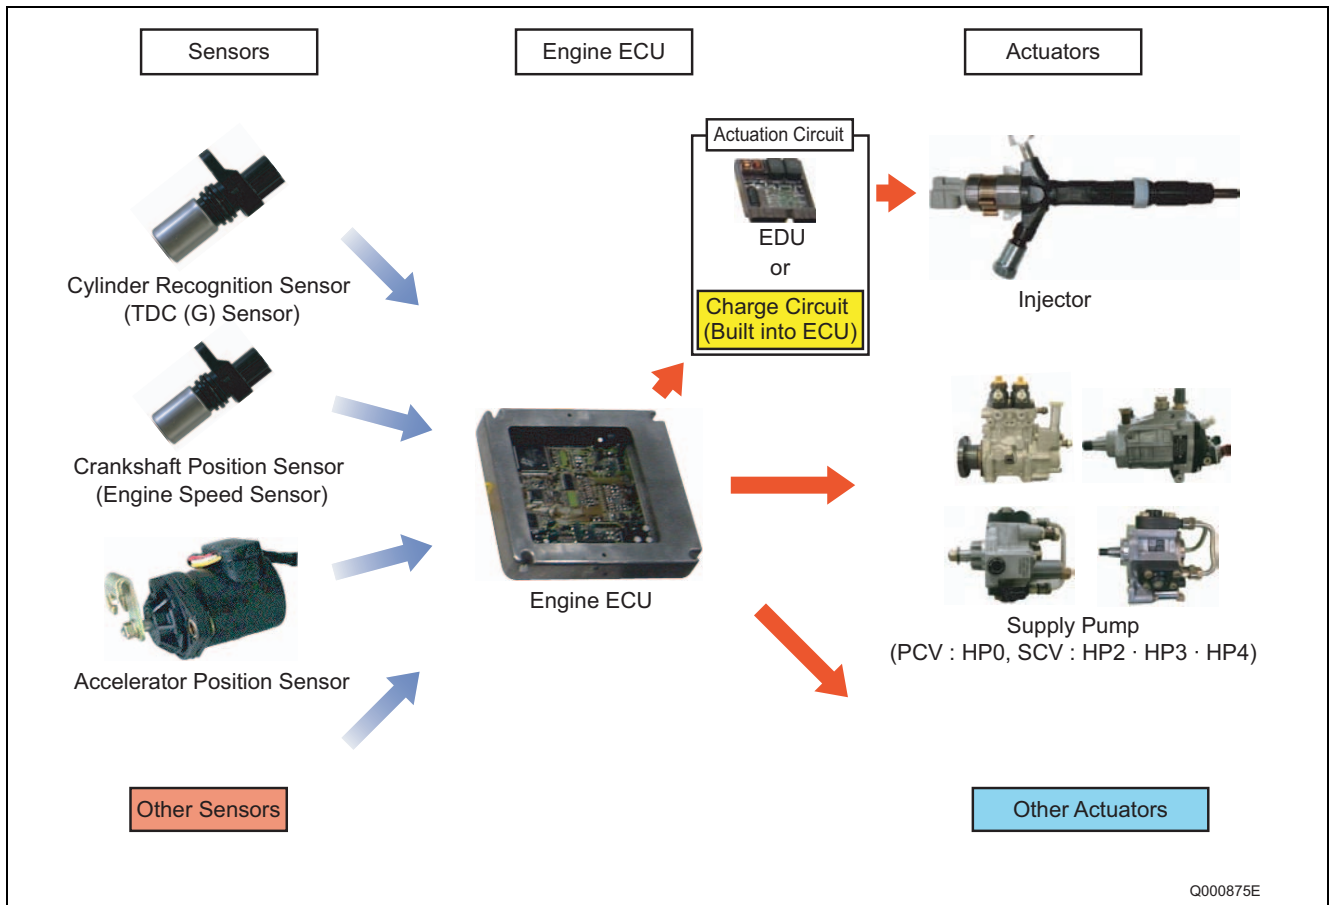 Sensors
Engine ECU
Actuators
Actuation Circuit
EDU
or
Charge Circuit
(Built into ECU)
Cylinder Recognition Sensor
(TDC (G) Sensor)
Injector
Crankshaft Position Sensor
(Engine Speed Sensor)
Engine ECU
Supply Pump
(PCV : HP0, SCV : HP2 · HP3 · HP4)
Accelerator Position Sensor
Other Sensors
Other Actuators
Q000875E